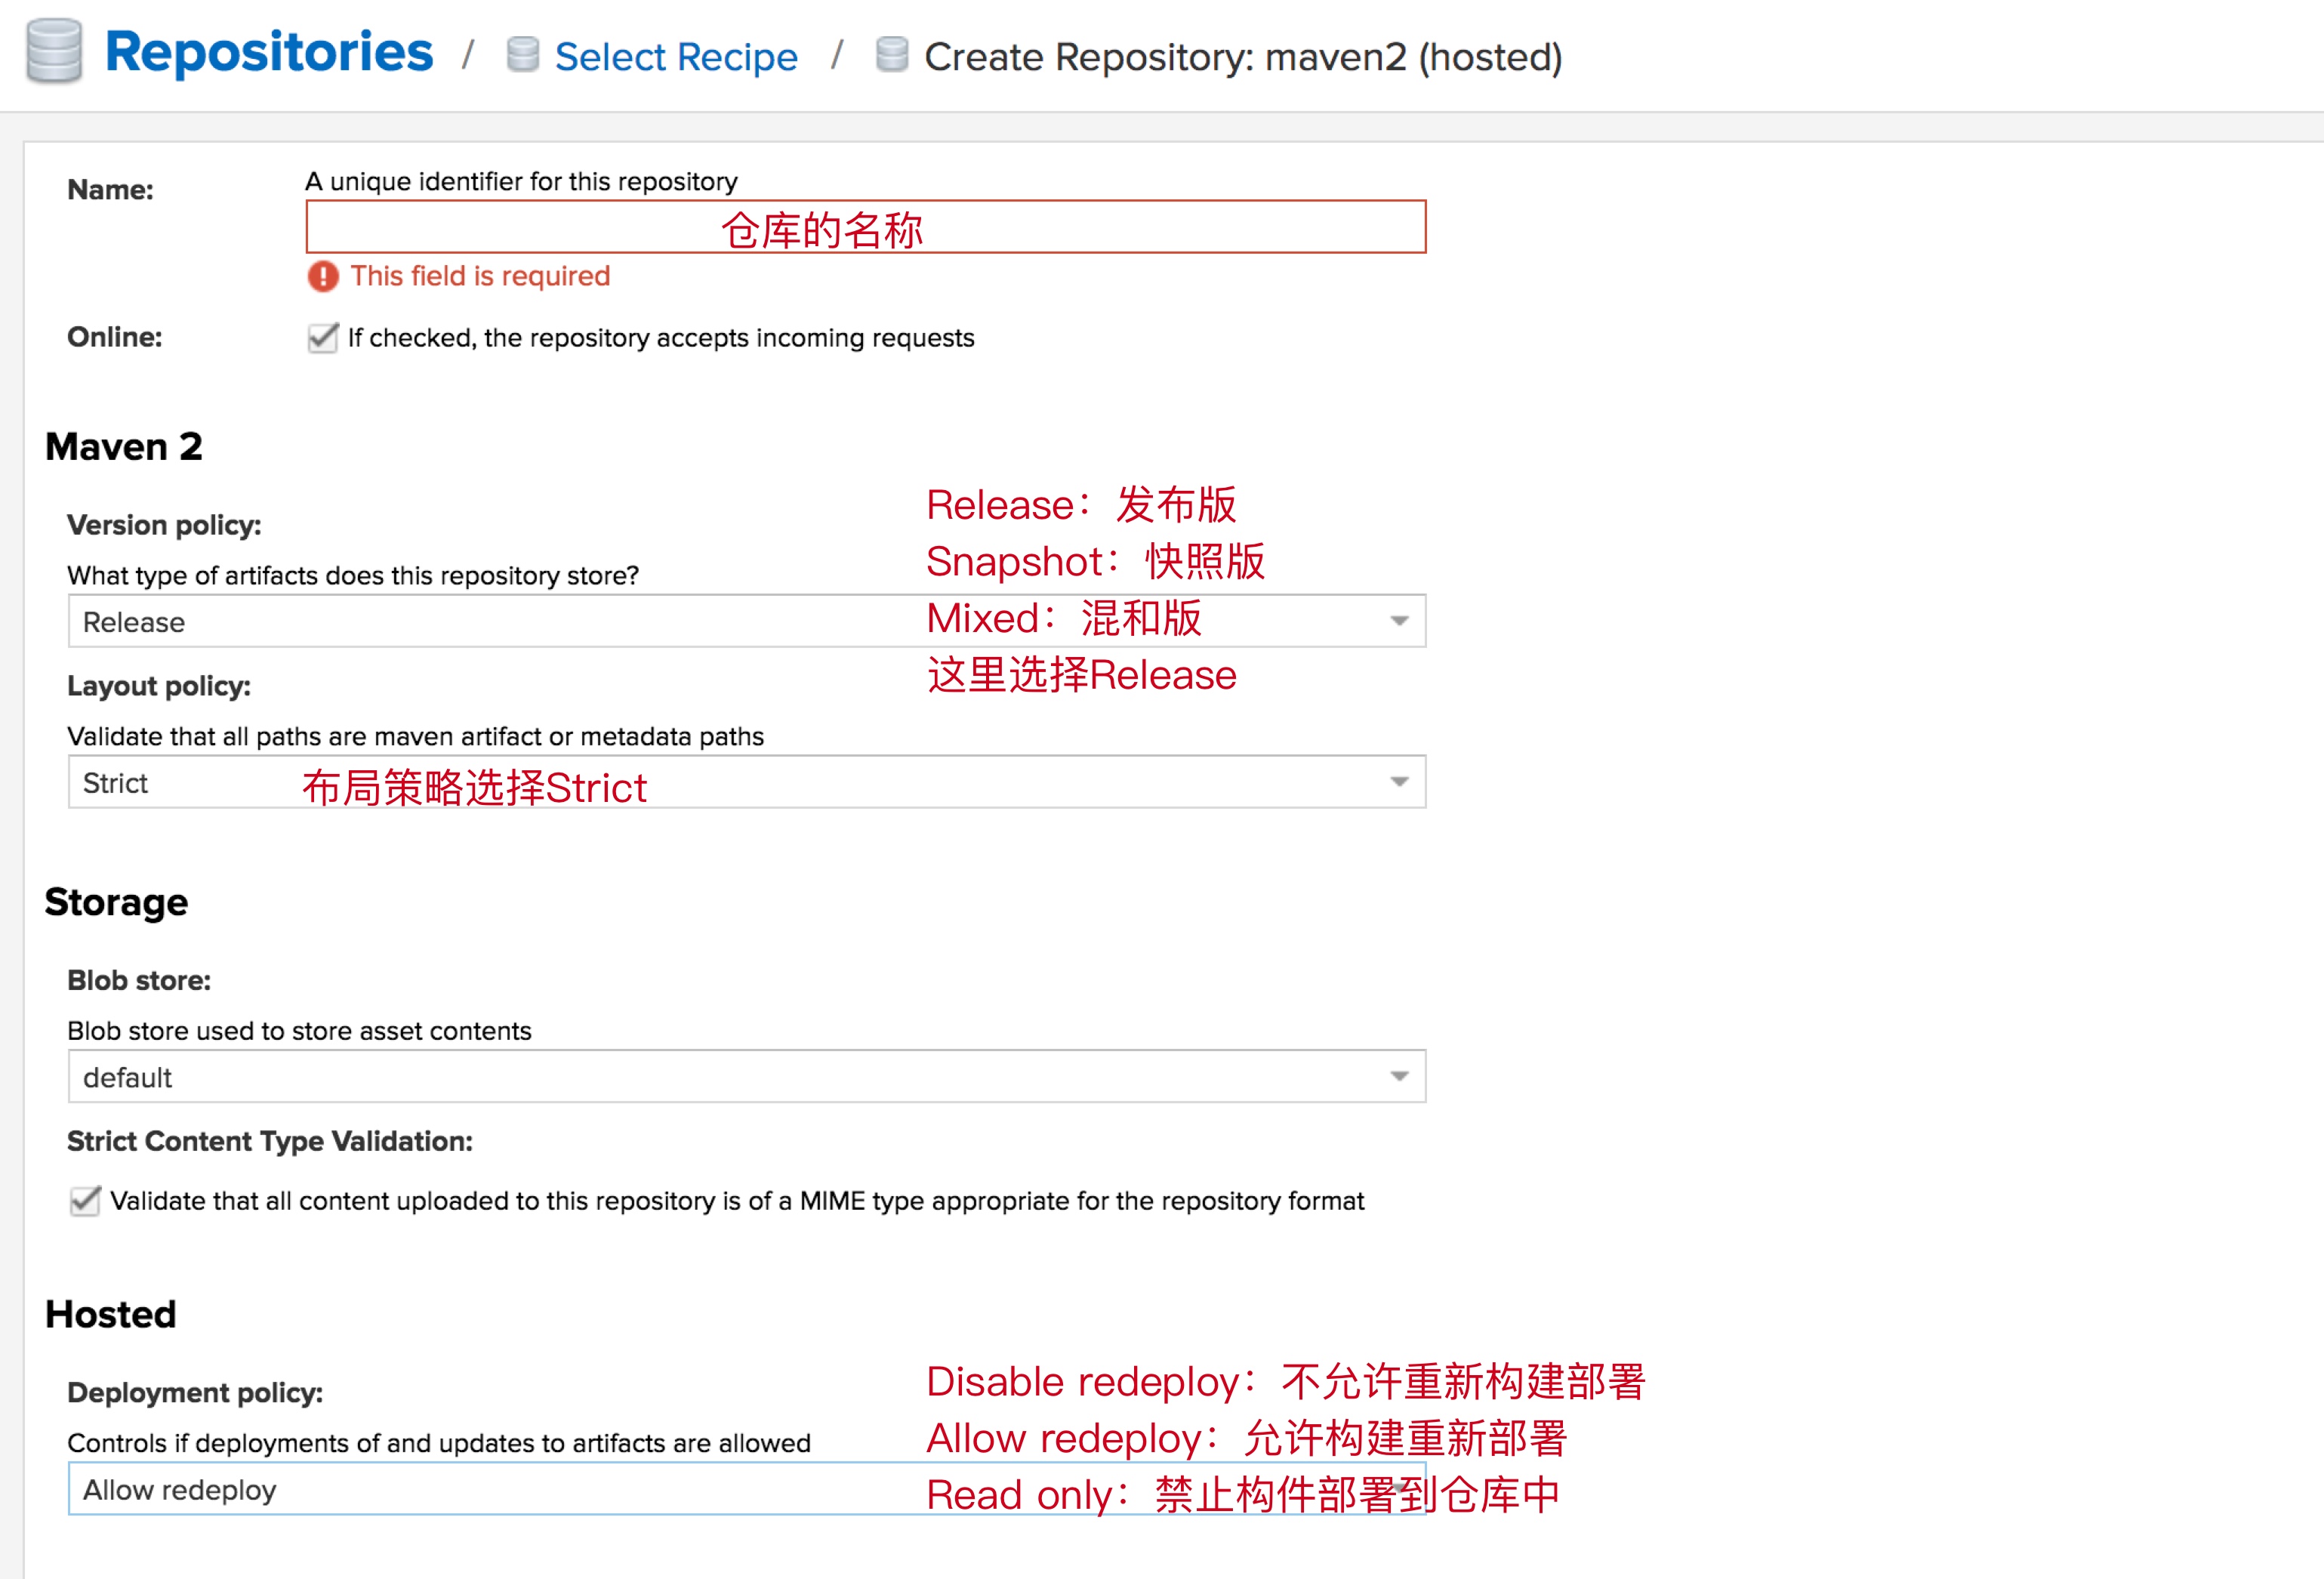 Repositories / Select Recipe / Create Repository: maven2 (hosted)
Name:
A unique identifier for this repository
仓库的名称
This field is required
Online:
If checked, the repository accepts incoming requests
Maven 2
Release：发布版
Version policy:
Snapshot：快照版
What type of artifacts does this repository store?
Release
Mixed：混和版
这里选择Release
Layout policy:
Validate that all paths are maven artifact or metadata paths
Strict
布局策略选择Strict
Storage
Blob store:
Blob store used to store asset contents
default
Strict Content Type Validation:
Validate that all content uploaded to this repository is of a MIME type appropriate for the repository format
Hosted
Disable redeploy：不允许重新构建部署
Deployment policy:
Allow redeploy：允许构建重新部署
Controls if deployments of and updates to artifacts are allowed
Allow redeploy
Read only：禁止构件部署到仓库中